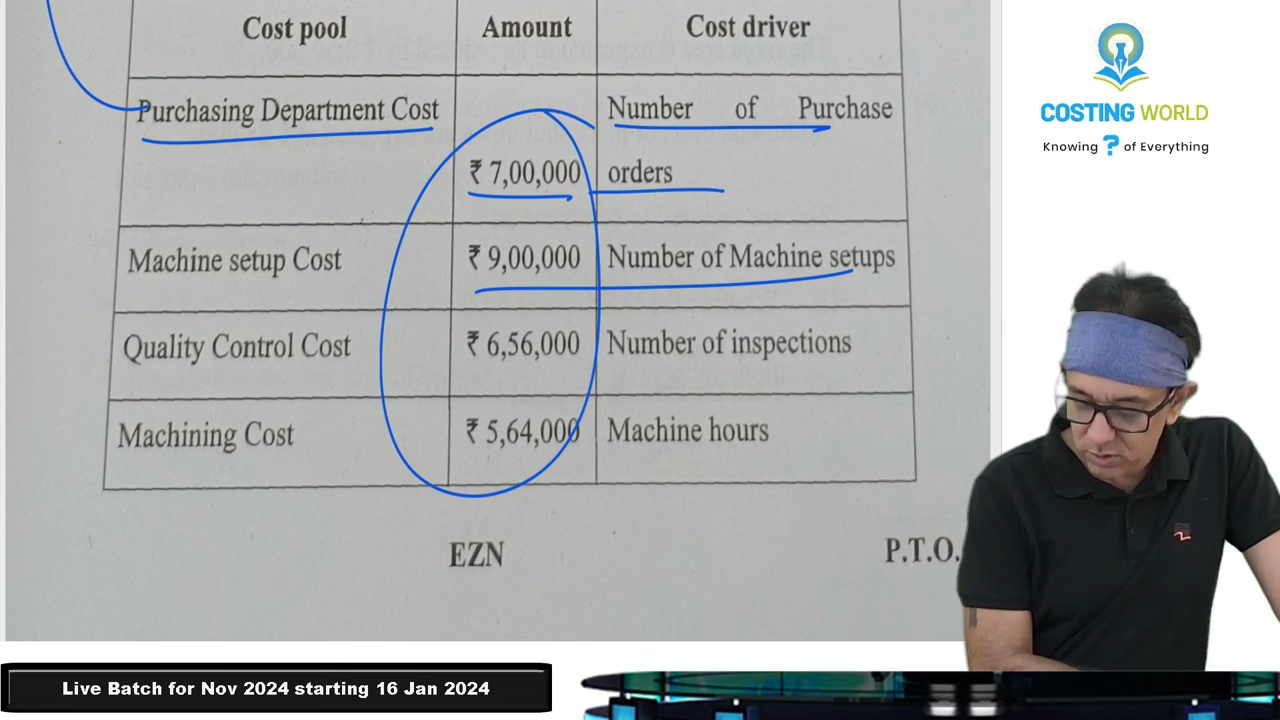 Cost pool Amount Cost driver
Purchasing Department Cost Number of Purchase
₹ 7,00,000 orders
Machine setup Cost ₹ 9,00,000 Number of Machine setups
Quality Control Cost ₹ 6,56,000 Number of inspections
Machining Cost ₹ 5,64,000 Machine hours
EZN P.T.O.
COSTING WORLD
Knowing ? of Everything
Live Batch for Nov 2024 starting 16 Jan 2024